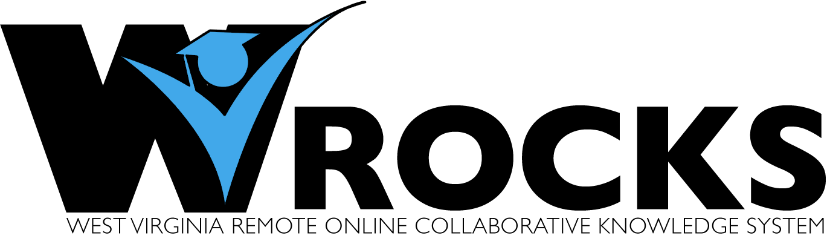 WVROCKS
WEST VIRGINIA REMOTE ONLINE COLLABORATIVE KNOWLEDGE SYSTEM